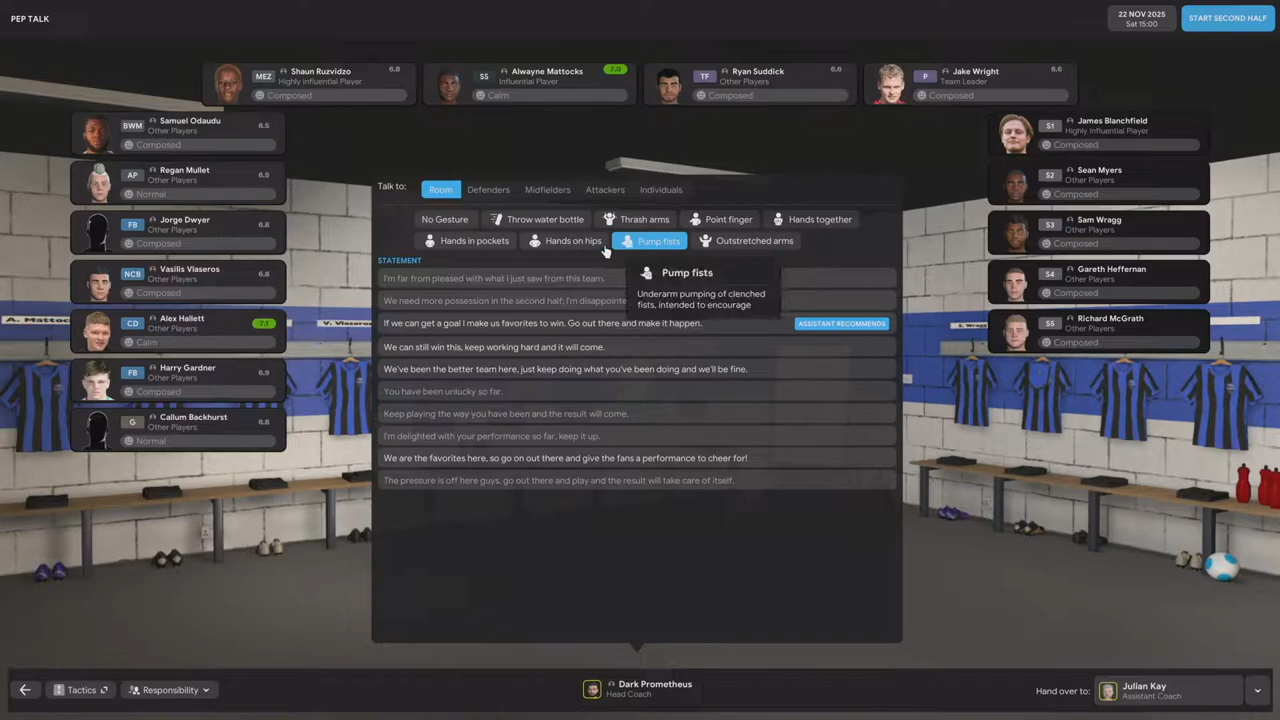 PEP TALK
22 NOV 2025
Sat 15:00
START SECOND HALF
MEZ
Shaun Ruzvidzo
Highly Influential Player
6.8
Composed
SS
Alwayne Mattocks
Influential Player
7.0
Calm
TF
Ryan Suddick
Other Players
6.6
Composed
P
Jake Wright
Team Leader
6.6
Composed
BWM
Samuel Odaudu
Other Players
6.5
Composed
AP
Regan Mullet
Other Players
6.5
Normal
FB
Jorge Dwyer
Other Players
6.8
Composed
NCB
Vasilis Vlaseros
Other Players
6.8
Composed
CD
Alex Hallett
Other Players
7.1
Calm
FB
Harry Gardner
Other Players
6.9
Composed
G
Callum Backhurst
Other Players
6.8
Normal
S1
James Blanchfield
Highly Influential Player
Composed
S2
Sean Myers
Other Players
Composed
S3
Sam Wragg
Other Players
Composed
S4
Gareth Heffernan
Other Players
Composed
S5
Richard McGrath
Other Players
Composed
Talk to:
Room
Defenders
Midfielders
Attackers
Individuals
No Gesture
Throw water bottle
Thrash arms
Point finger
Hands together
Hands in pockets
Hands on hips
Pump fists
Outstretched arms
STATEMENT
Pump fists
Underarm pumping of clenched
fists, intended to encourage
I'm far from pleased with what I just saw from this team.
We need more possession in the second half; I'm disappointe
If we can get a goal I make us favorites to win. Go out there and make it happen.
ASSISTANT RECOMMENDS
We can still win this, keep working hard and it will come.
We've been the better team here, just keep doing what you've been doing and we'll be fine.
You have been unlucky so far.
Keep playing the way you have been and the result will come.
I'm delighted with your performance so far, keep it up.
We are the favorites here, so go on out there and give the fans a performance to cheer for!
The pressure is off here guys, go out there and play and the result will take care of itself.
A. Mattock
V. Vlaseros
S. Wragg
Tactics
Responsibility
Dark Prometheus
Head Coach
Hand over to:
Julian Kay
Assistant Coach